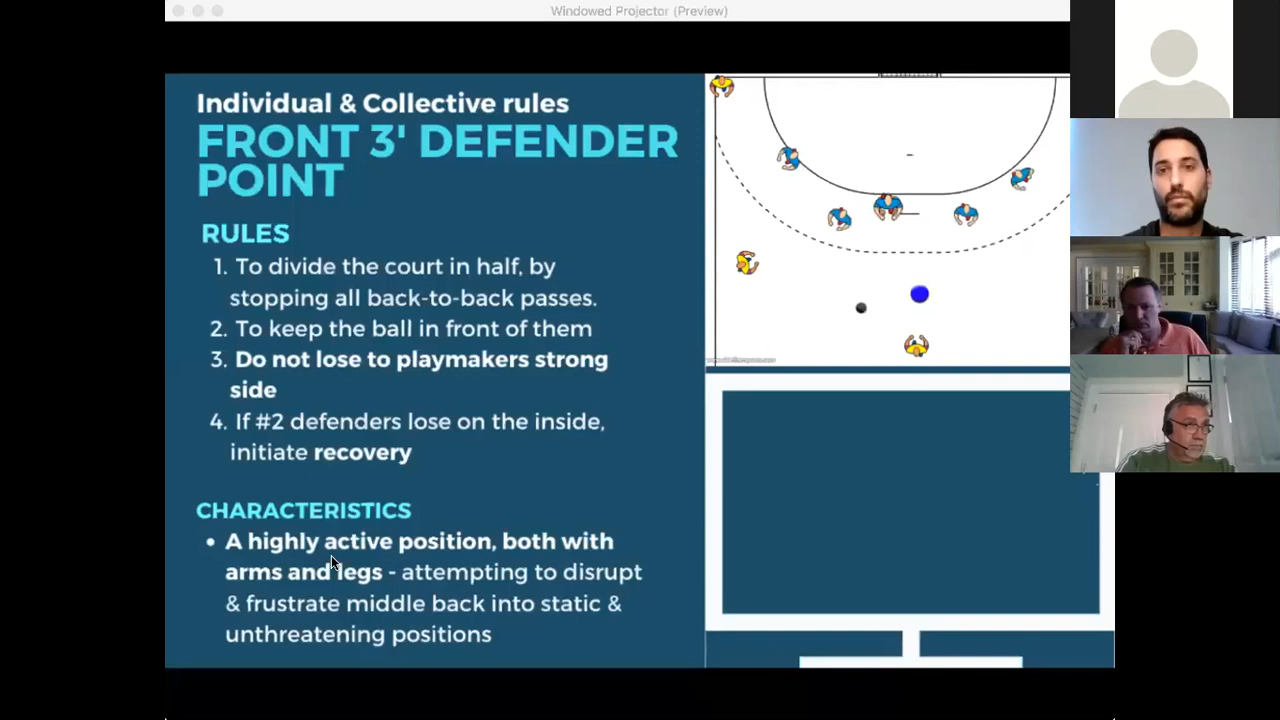 Windowed Projector (Preview)
Individual & Collective rules
FRONT 3' DEFENDER
POINT
RULES
1. To divide the court in half, by
stopping all back-to-back passes.
2. To keep the ball in front of them
3. Do not lose to playmakers strong
side
4. If #2 defenders lose on the inside,
initiate recovery
CHARACTERISTICS
• A highly active position, both with
arms and legs - attempting to disrupt
& frustrate middle back into static &
unthreatening positions